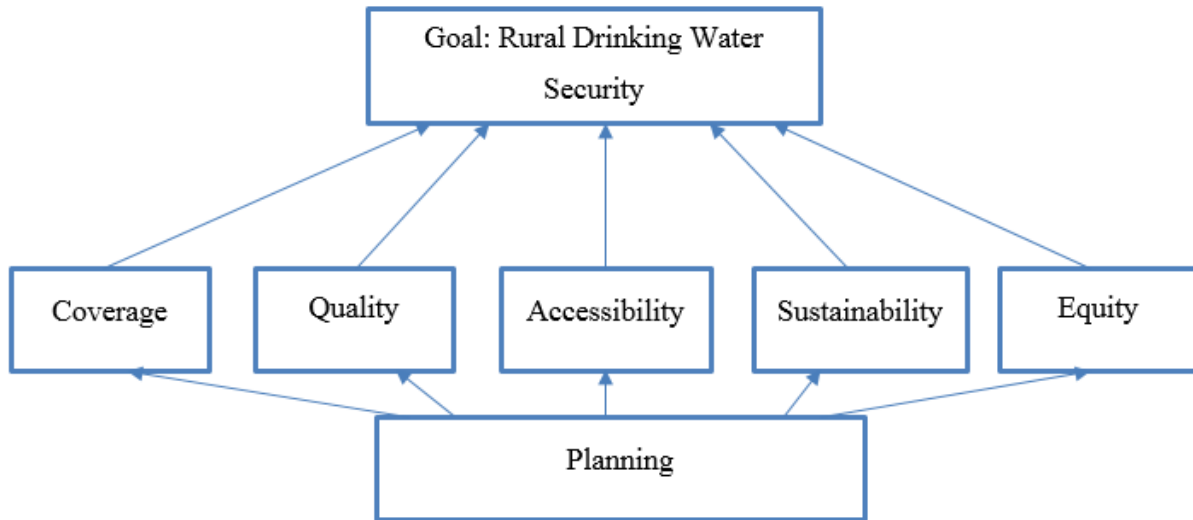 Goal: Rural Drinking Water
Security
Coverage
Quality
Accessibility
Sustainability
Equity
Planning